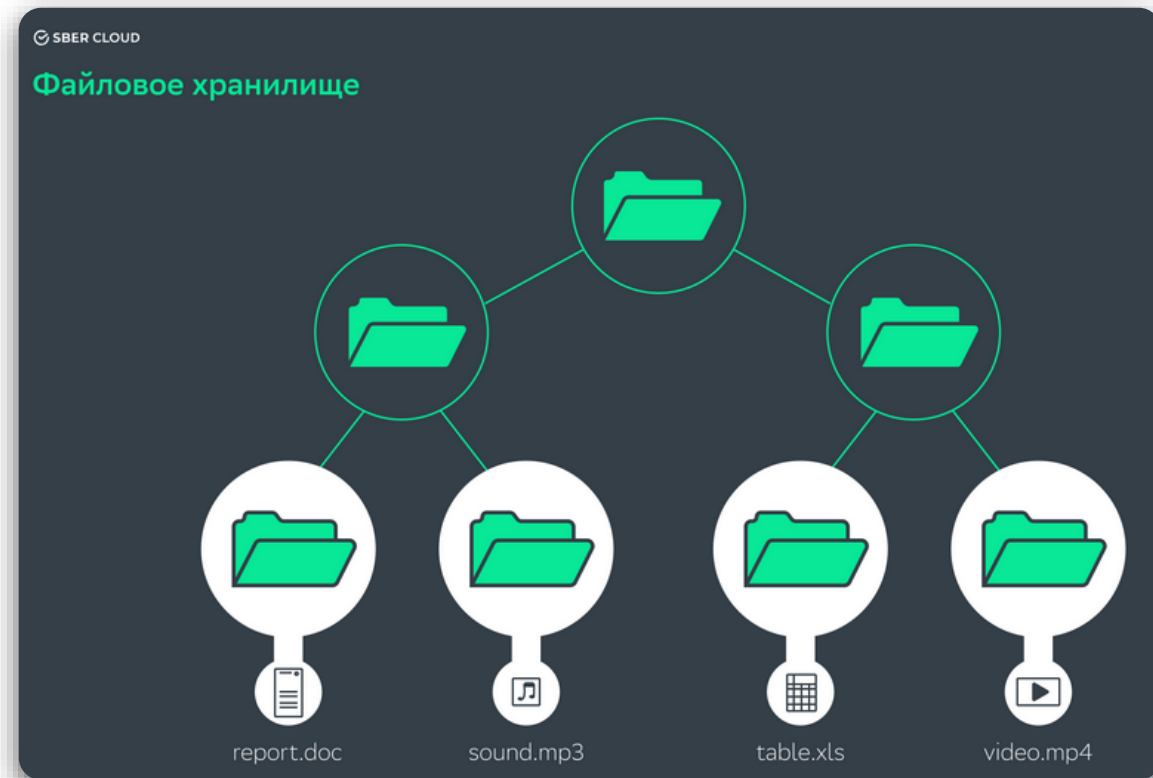 SBER CLOUD
Файловое хранилище
report.doc
sound.mp3
table.xls
video.mp4